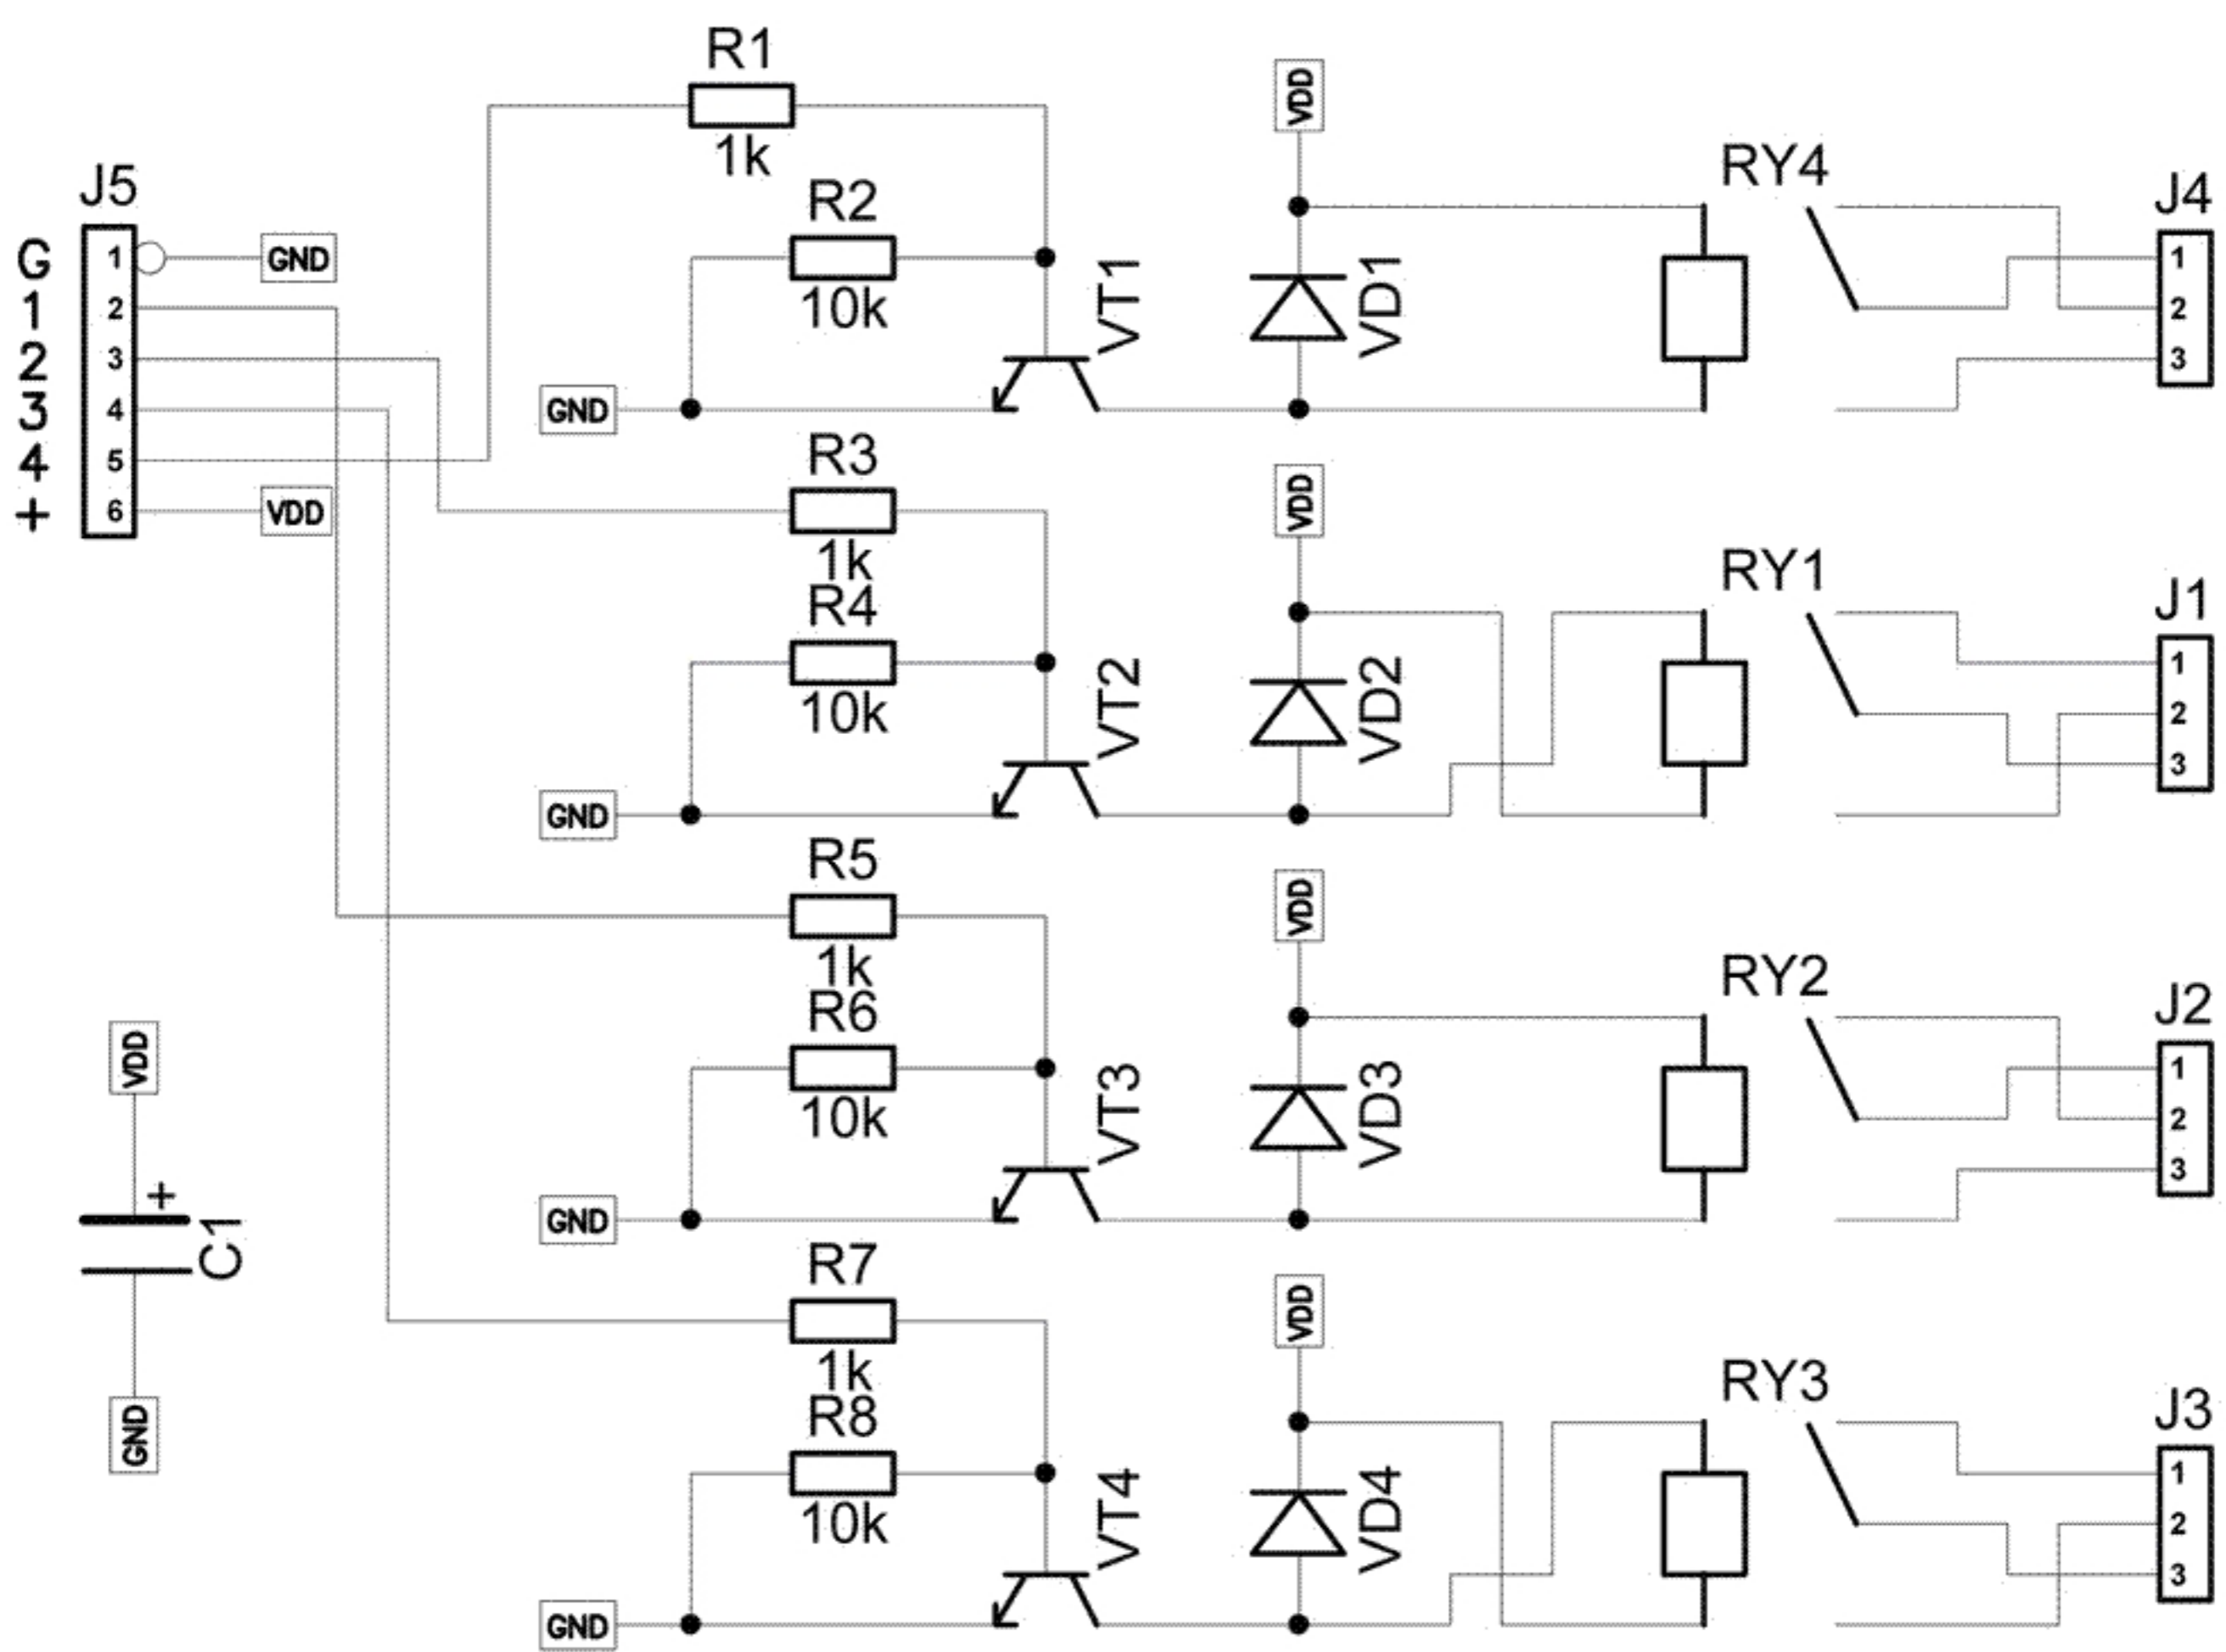 J5
G
1
2
3
4
+
1
2
3
4
5
6
GND
VDD
R1
1k
R2
10k
GND
VT1
VDD
VD1
RY4
J4
1
2
3
R3
1k
R4
10k
GND
VT2
VDD
VD2
RY1
J1
1
2
3
R5
1k
R6
10k
GND
VT3
VDD
VD3
RY2
J2
1
2
3
R7
1k
R8
10k
GND
VT4
VDD
VD4
RY3
J3
1
2
3
VDD
+
C1
GND